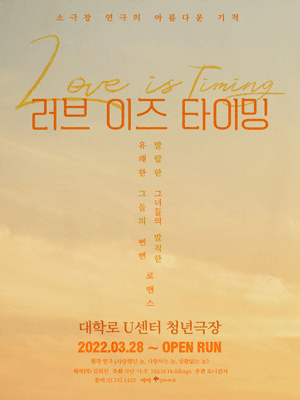 소극장 연극의 아름다운 기적
Love is Timing
러브 이즈 타이밍
발랄한 그녀들의 발칙한
유쾌한 그들의 뻔뻔 로맨스
대학로 U센터 청년극장
2022.03.28 ~ OPEN RUN